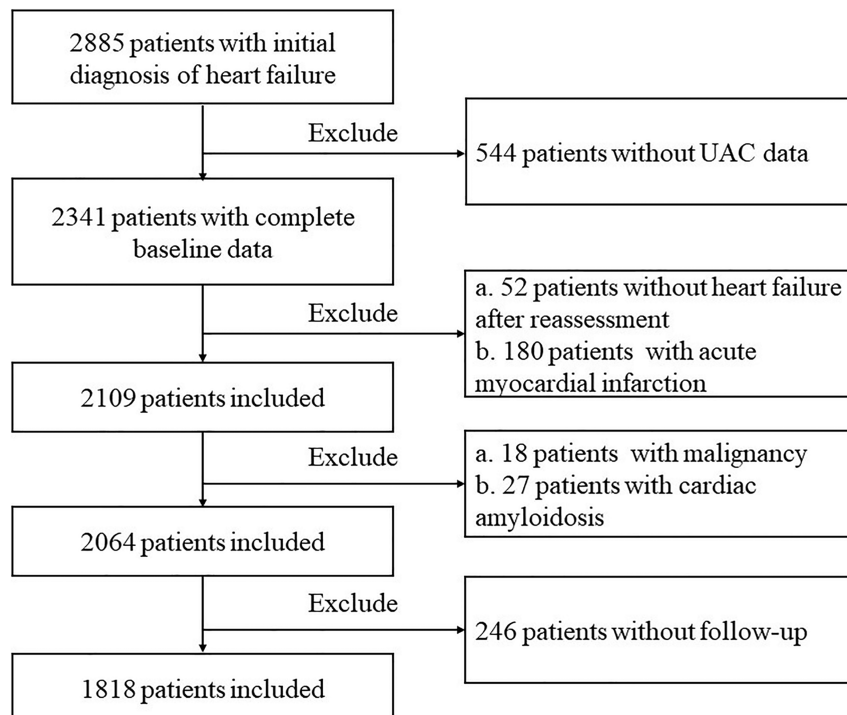 2885 patients with initial
diagnosis of heart failure
Exclude
544 patients without UAC data
2341 patients with complete
baseline data
Exclude
a. 52 patients without heart failure
after reassessment
b. 180 patients with acute
myocardial infarction
2109 patients included
Exclude
a. 18 patients with malignancy
b. 27 patients with cardiac
amyloidosis
2064 patients included
Exclude
246 patients without follow-up
1818 patients included